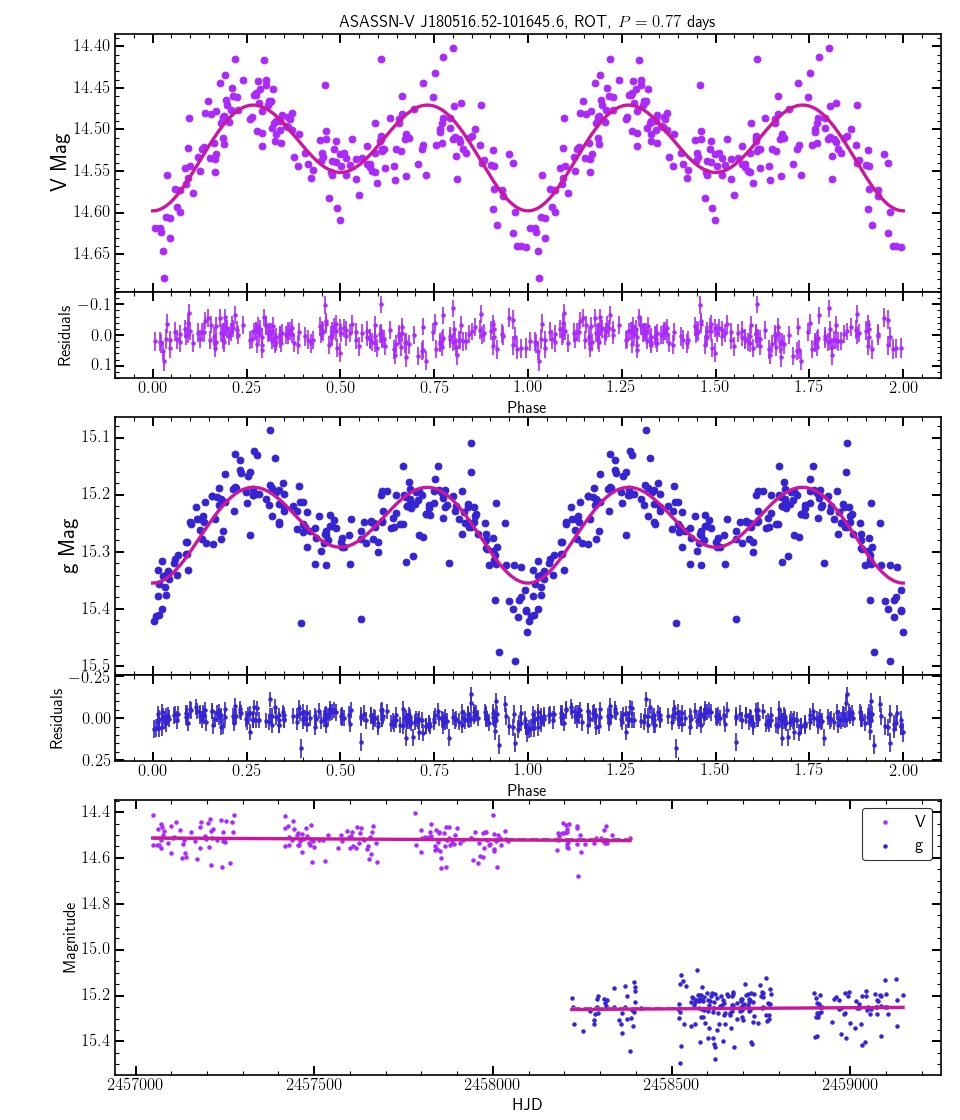 ASASSN-V J180516.52-101645.6, ROT, P = 0.77 days
14.40
14.45
14.50
14.55
14.60
14.65
V Mag
−0.1
0.0
0.1
Residuals
0.00 0.25 0.50 0.75 1.00 1.25 1.50 1.75 2.00
Phase
15.1
15.2
15.3
15.4
15.5
g Mag
−0.25
0.00
0.25
Residuals
0.00 0.25 0.50 0.75 1.00 1.25 1.50 1.75 2.00
Phase
14.4
14.6
14.8
15.0
15.2
15.4
Magnitude
V
g
2457000 2457500 2458000 2458500 2459000
HJD